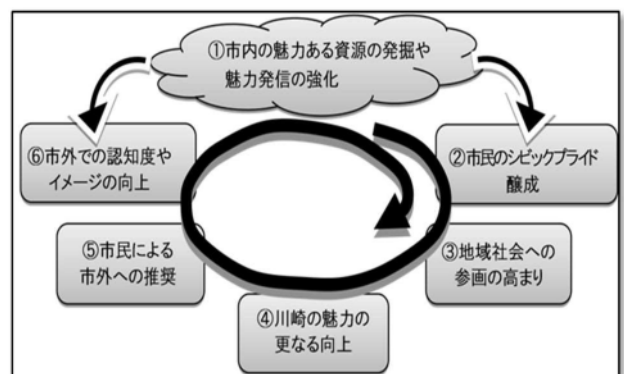 ①市内の魅力ある資源の発掘や
魅力発信の強化
⑥市外での認知度や
イメージの向上
②市民のシビックプライド
醸成
⑤市民による
市外への推奨
③地域社会への
参画の高まり
④川崎の魅力の
更なる向上